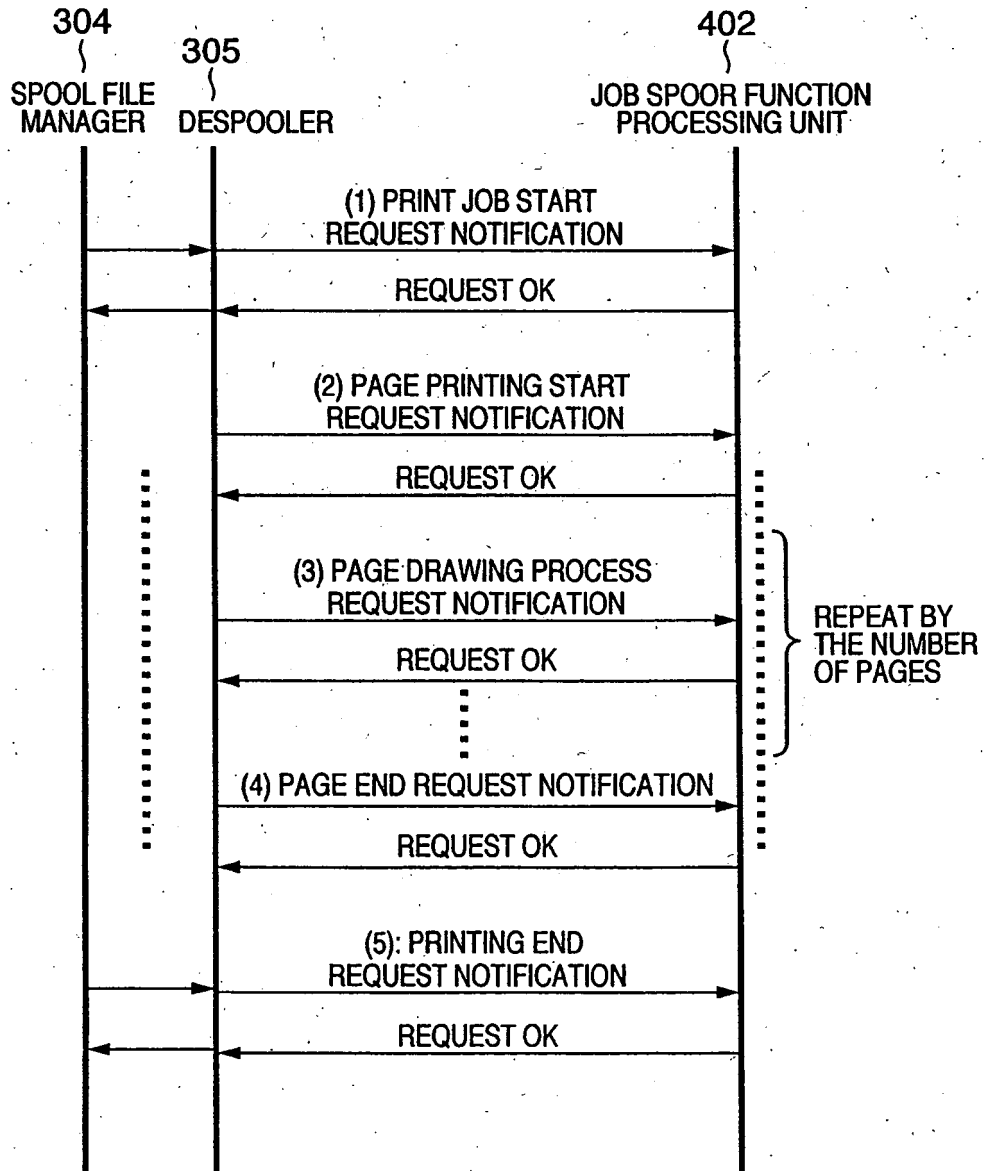 304
305
402
SPOOL FILE
MANAGER
DESPOOLER
JOB SPOOR FUNCTION
PROCESSING UNIT
(1) PRINT JOB START
REQUEST NOTIFICATION
REQUEST OK
(2) PAGE PRINTING START
REQUEST NOTIFICATION
REQUEST OK
(3) PAGE DRAWING PROCESS
REQUEST NOTIFICATION
REQUEST OK
REPEAT BY
THE NUMBER
OF PAGES
(4) PAGE END REQUEST NOTIFICATION
REQUEST OK
(5): PRINTING END
REQUEST NOTIFICATION
REQUEST OK